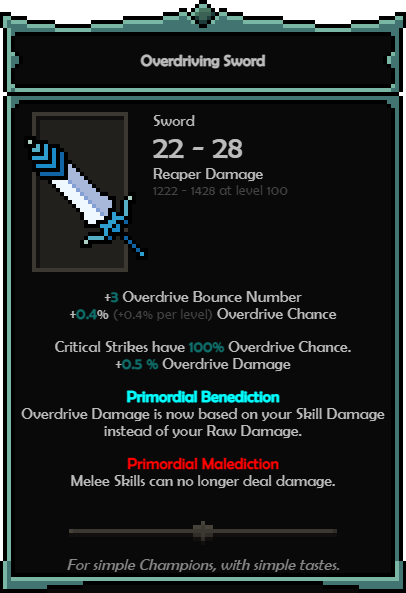 Overdriving Sword
Sword
22 - 28
Reaper Damage
1222 - 1428 at level 100
+3 Overdrive Bounce Number
+0.4% (+0.4% per level) Overdrive Chance
Critical Strikes have 100% Overdrive Chance.
+0.5 % Overdrive Damage
Primordial Benediction
Overdrive Damage is now based on your Skill Damage
instead of your Raw Damage.
Primordial Malediction
Melee Skills can no longer deal damage.
For simple Champions, with simple tastes.